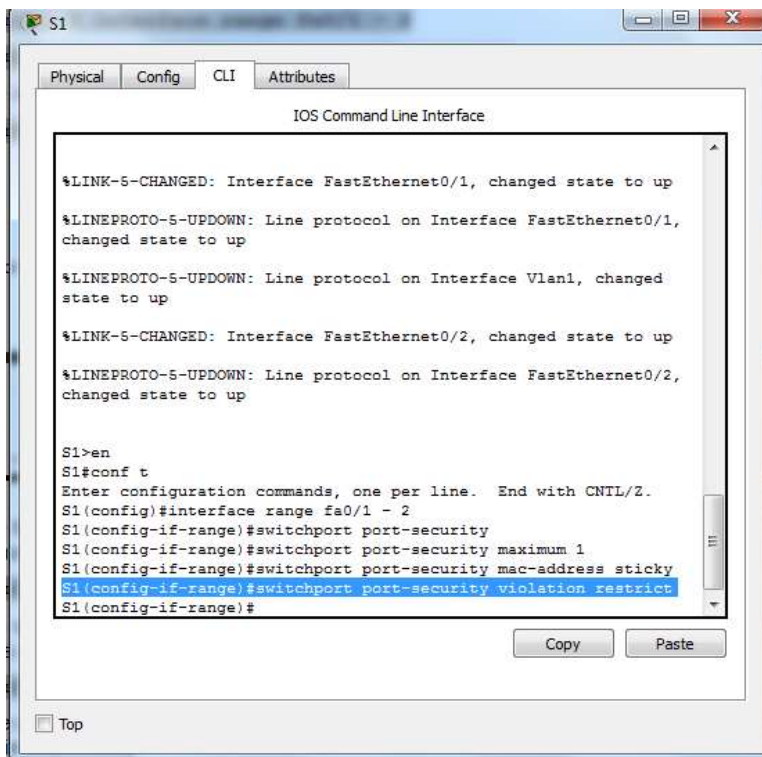 S1
Physical
Config
CLI
Attributes
IOS Command Line Interface
%LINK-5-CHANGED: Interface FastEthernet0/1, changed state to up
%LINEPROTO-5-UPDOWN: Line protocol on Interface FastEthernet0/1,
changed state to up
%LINEPROTO-5-UPDOWN: Line protocol on Interface Vlan1, changed
state to up
%LINK-5-CHANGED: Interface FastEthernet0/2, changed state to up
%LINEPROTO-5-UPDOWN: Line protocol on Interface FastEthernet0/2,
changed state to up
S1>en
S1#conf t
Enter configuration commands, one per line.  End with CNTL/Z.
S1(config)#interface range fa0/1 - 2
S1(config-if-range)#switchport port-security
S1(config-if-range)#switchport port-security maximum 1
S1(config-if-range)#switchport port-security mac-address sticky
S1(config-if-range)#switchport port-security violation restrict
S1(config-if-range)#
Copy
Paste
Top